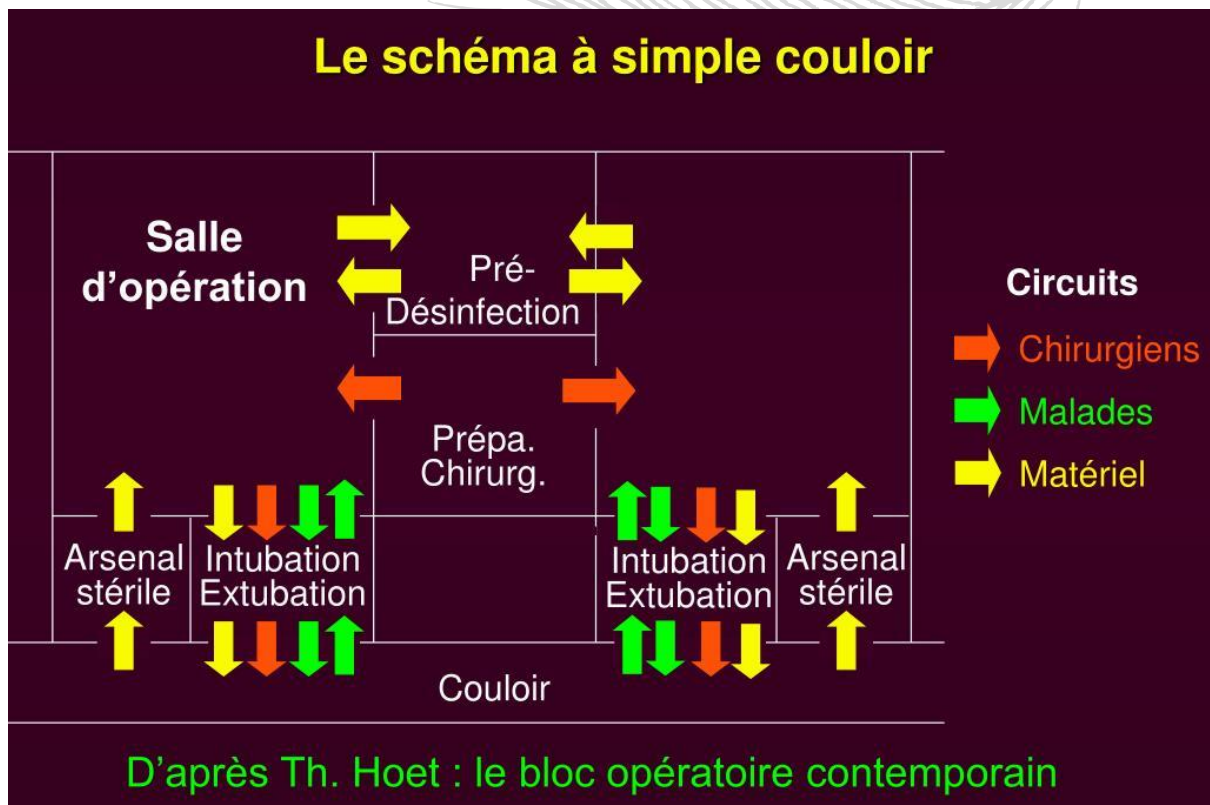 Le schéma à simple couloir
Salle
d'opération
Pré-
Désinfection
Prépa.
Chirurg.
Arsenal
stérile
Intubation
Extubation
Intubation
Extubation
Arsenal
stérile
Couloir
Circuits
Chirurgiens
Malades
Matériel
D'après Th. Hoet : le bloc opératoire contemporain